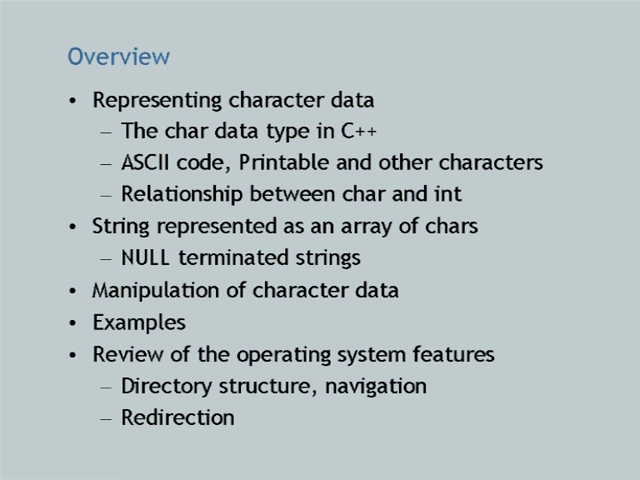 Overview
• Representing character data
– The char data type in C++
– ASCII code, Printable and other characters
– Relationship between char and int
• String represented as an array of chars
– NULL terminated strings
• Manipulation of character data
• Examples
• Review of the operating system features
– Directory structure, navigation
– Redirection